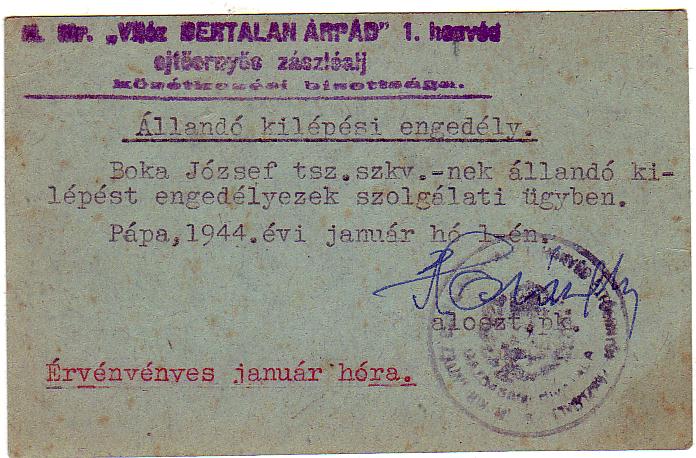 M. kir. „Vitéz BERTALAN ÁRPÁD" 1. honvéd
ejtőernyős zászlóalj
közétkezési bizottsága.
Állandó kilépési engedély.
Boka József tsz.szkv.-nek állandó ki-
lépést engedélyezek szolgálati ügyben.
Pápa,1944.évi január hó 1-én.
aloszt.pk.
Érvénvényes január hóra.